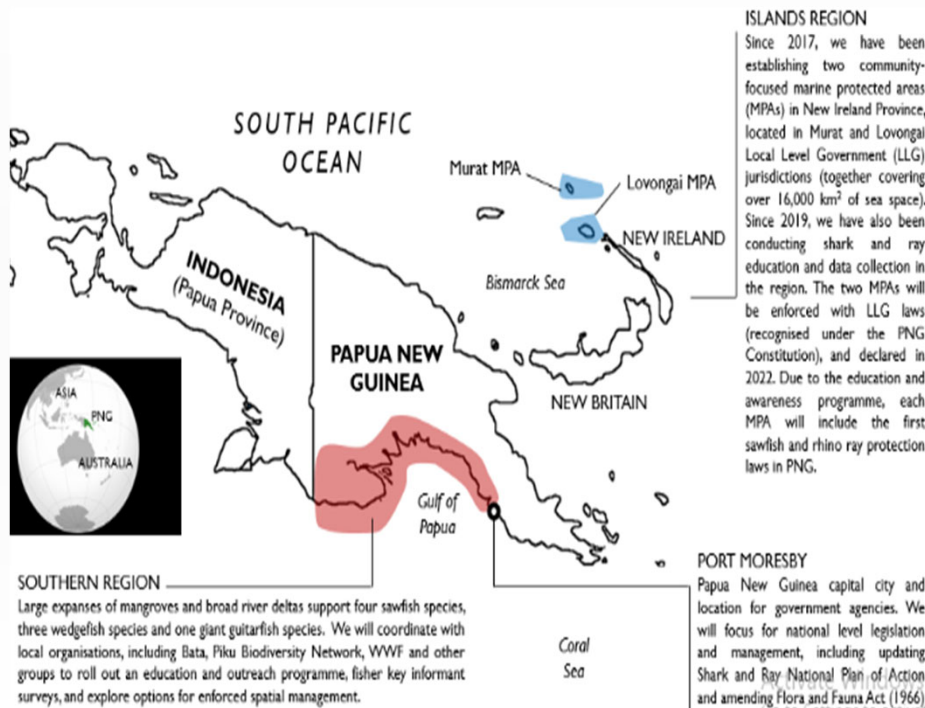 ISLANDS REGION
Since 2017, we have been
establishing two community-
focused marine protected areas
(MPAs) in New Ireland Province,
located in Murat and Lovongai
Local Level Government (LLG)
jurisdictions (together covering
over 16,000 km² of sea space).
Since 2019, we have also been
conducting shark and ray
education and data collection in
the region. The two MPAs will
be enforced with LLG laws
(recognised under the PNG
Constitution), and declared in
2022. Due to the education and
awareness programme, each
MPA will include the first
sawfish and rhino ray protection
laws in PNG.
SOUTH PACIFIC
OCEAN
Murat MPA
Lovongai MPA
NEW IRELAND
Bismarck Sea
INDONESIA
(Papua Province)
PAPUA NEW
GUINEA
NEW BRITAIN
ASIA
PNG
AUSTRALIA
Gulf of
Papua
SOUTHERN REGION
Large expanses of mangroves and broad river deltas support four sawfish species,
three wedgefish species and one giant guitarfish species. We will coordinate with
local organisations, including Bata, Piku Biodiversity Network, WWF and other
groups to roll out an education and outreach programme, fisher key informant
surveys, and explore options for enforced spatial management.
Coral
Sea
PORT MORESBY
Papua New Guinea capital city and
location for government agencies. We
will focus for national level legislation
and management, including updating
Shark and Ray National Plan of Action
and amending Flora and Fauna Act (1966)
Activate Windows